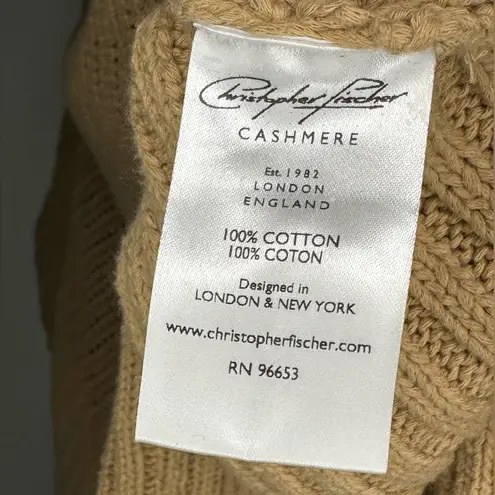 Christopher Fischer
CASHMERE
Est. 1982
LONDON
ENGLAND
100% COTTON
100% COTON
Designed in
LONDON & NEW YORK
www.christopherfischer.com
RN 96653